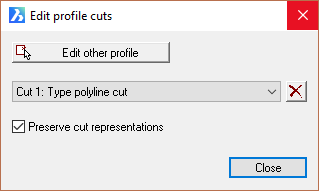 Edit profile cuts
Edit other profile
Cut 1: Type polyline cut
Preserve cut representations
Close